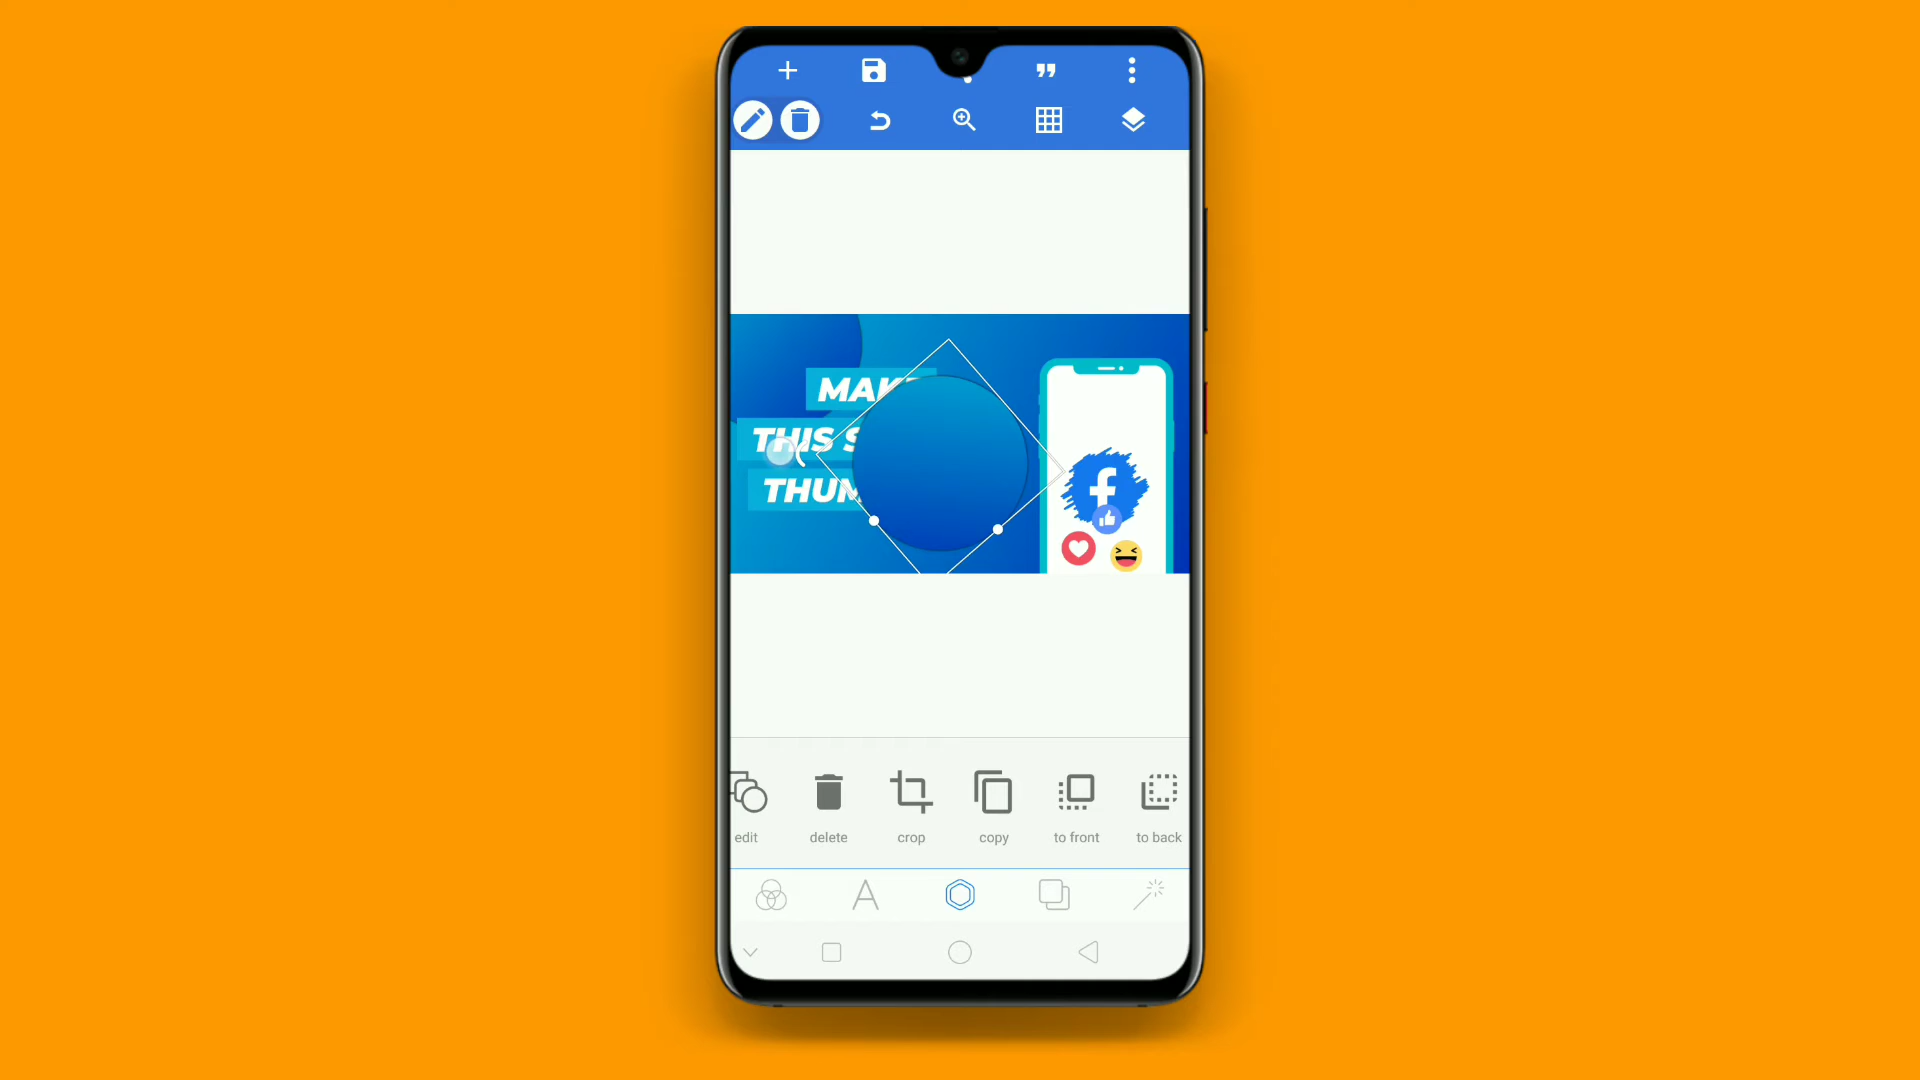 MAK
THIS S
THUM
edit
delete
crop
copy
to front
to back